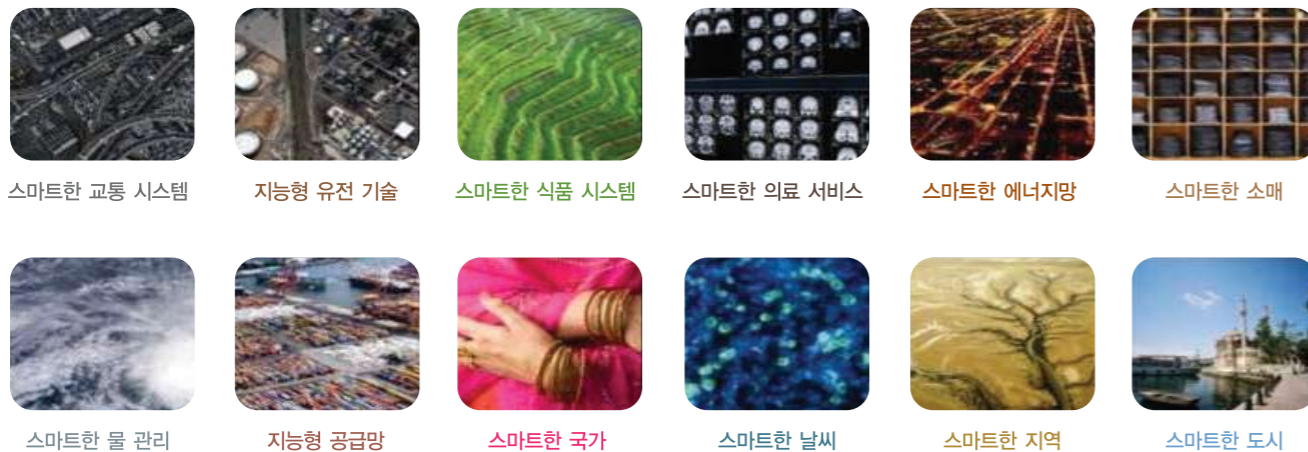 스마트한 교통 시스템
지능형 유전 기술
스마트한 식품 시스템
스마트한 의료 서비스
스마트한 에너지망
스마트한 소매
스마트한 물 관리
지능형 공급망
스마트한 국가
스마트한 날씨
스마트한 지역
스마트한 도시